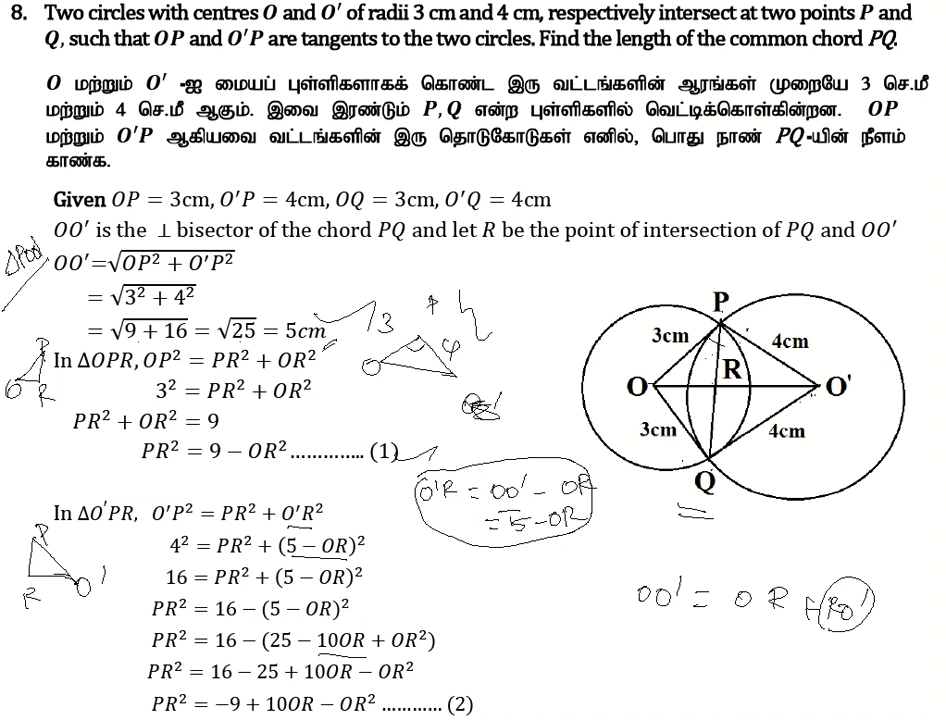 8. Two circles with centres O and O′ of radii 3 cm and 4 cm, respectively intersect at two points P and
Q, such that OP and O′P are tangents to the two circles. Find the length of the common chord PQ.
O மற்றும் O′ -ஐ மையப் புள்ளிகளாகக் கொண்ட இரு வட்டங்களின் ஆரங்கள் முறையே 3 செ.மீ
மற்றும் 4 செ.மீ ஆகும். இவை இரண்டும் P, Q என்ற புள்ளிகளில் வெட்டிக்கொள்கின்றன. OP
மற்றும் O′P ஆகியவை வட்டங்களின் இரு தொடுகோடுகள் எனில், பொது நாண் PQ-யின் நீளம்
காண்க.
Given OP = 3cm, O′P = 4cm, OQ = 3cm, O′Q = 4cm
OO′ is the ⊥ bisector of the chord PQ and let R be the point of intersection of PQ and OO′
OO′=√OP² + O′P²
= √3² + 4²
= √9 + 16 = √25 = 5cm
In ΔOPR, OP² = PR² + OR²
3² = PR² + OR²
PR² + OR² = 9
PR² = 9 − OR² .............. (1)
In ΔO′PR, O′P² = PR² + O′R²
4² = PR² + (5 − OR)²
16 = PR² + (5 − OR)²
PR² = 16 − (5 − OR)²
PR² = 16 − (25 − 10OR + OR²)
PR² = 16 − 25 + 10OR − OR²
PR² = −9 + 10OR − OR² ............ (2)
P
3cm
4cm
R
O
O'
3cm
4cm
Q
3
P
4
O
P
O
R
O'R = OO' − OR
= 5 − OR
P
R
O'
OO' = OR + RO'